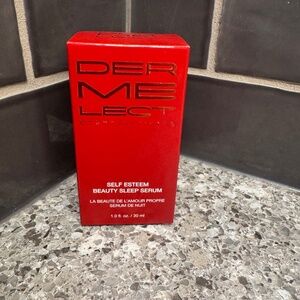 DER
ME
LECT
SELF ESTEEM
BEAUTY SLEEP SERUM
LA BEAUTE DE L'AMOUR PROPRE
SERUM DE NUIT
1.0 fl. oz. / 30 ml